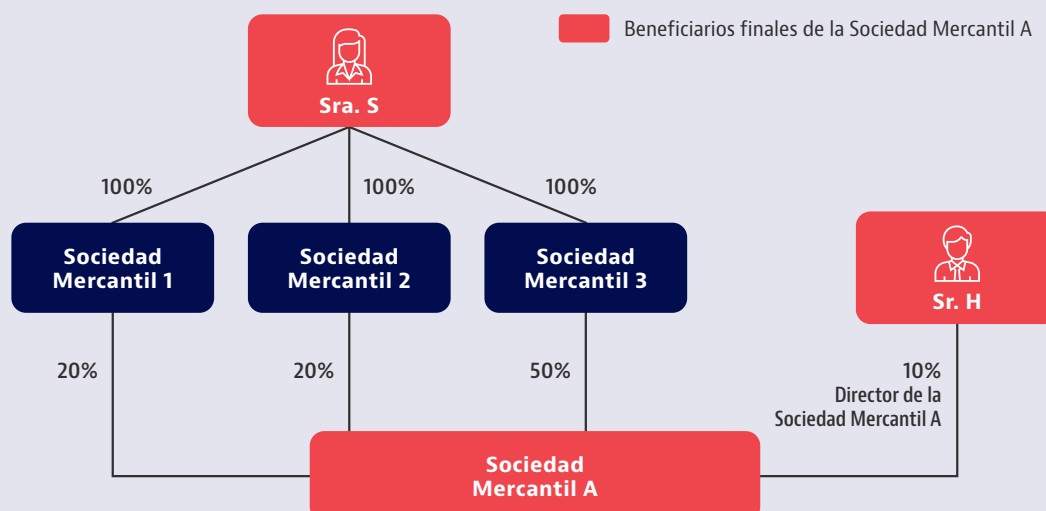 Beneficiarios finales de la Sociedad Mercantil A
Sra. S
100%
100%
100%
Sociedad
Mercantil 1
Sociedad
Mercantil 2
Sociedad
Mercantil 3
Sr. H
20%
20%
50%
10%
Director de la
Sociedad Mercantil A
Sociedad
Mercantil A